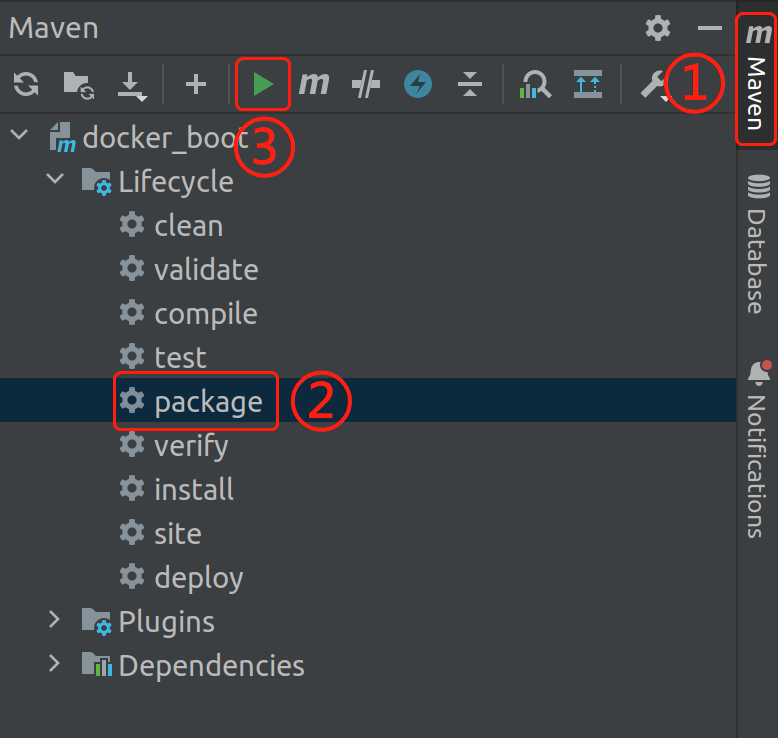 Maven
m
①
③
docker_boot
Lifecycle
clean
validate
compile
test
package
②
verify
install
site
deploy
Plugins
Dependencies
m
Maven
Database
Notifications